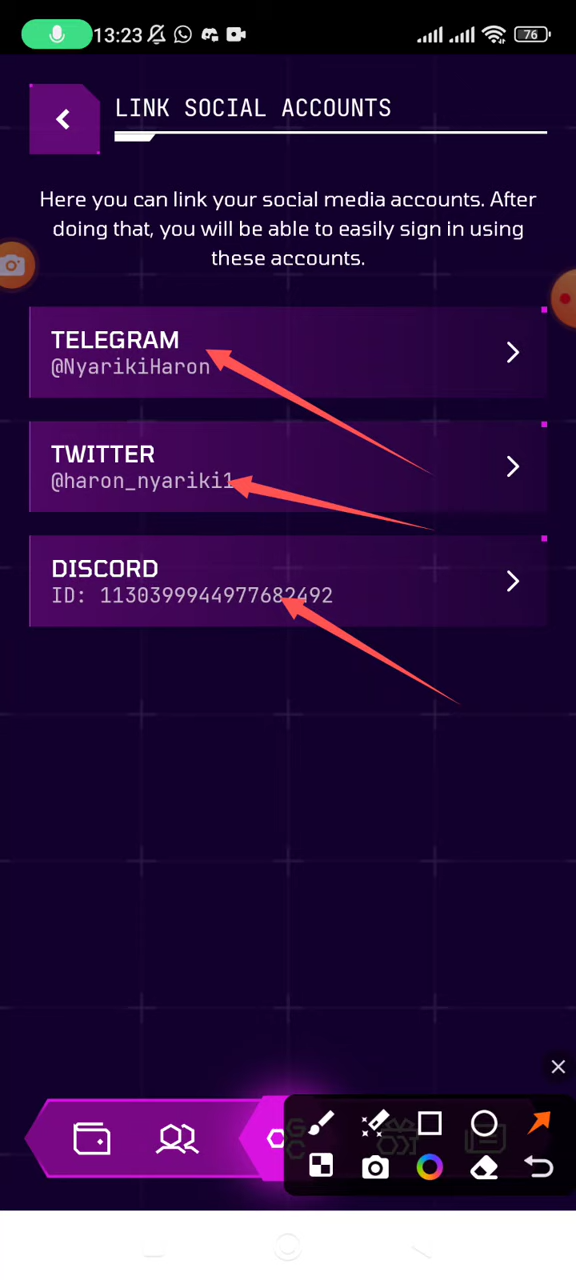 13:23
76
LINK SOCIAL ACCOUNTS
Here you can link your social media accounts. After
doing that, you will be able to easily sign in using
these accounts.
TELEGRAM
@NyarikiHaron
TWITTER
@haron_nyariki1
DISCORD
ID: 1130399944977682492